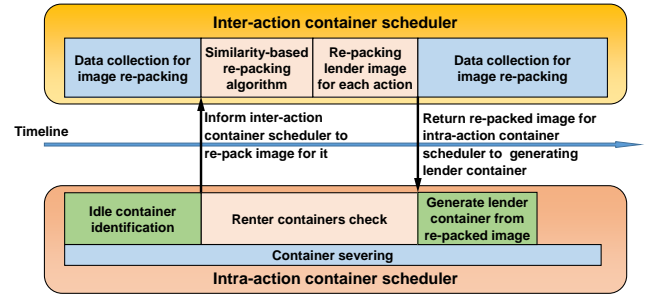 Inter-action container scheduler
Data collection for
image re-packing
Similarity-based
re-packing
algorithm
Re-packing
lender image
for each action
Data collection for
image re-packing
Timeline
Inform inter-action
container scheduler to
re-pack image for it
Return re-packed image for
intra-action container
scheduler to generating
lender container
Idle container
identification
Renter containers check
Generate lender
container from
re-packed image
Container severing
Intra-action container scheduler